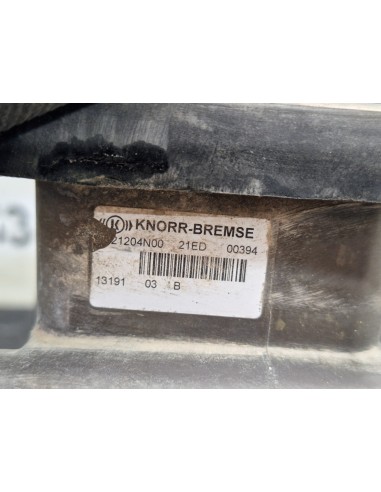 ((K)) KNORR-BREMSE
21204N00 21ED 00394
13191 03 B